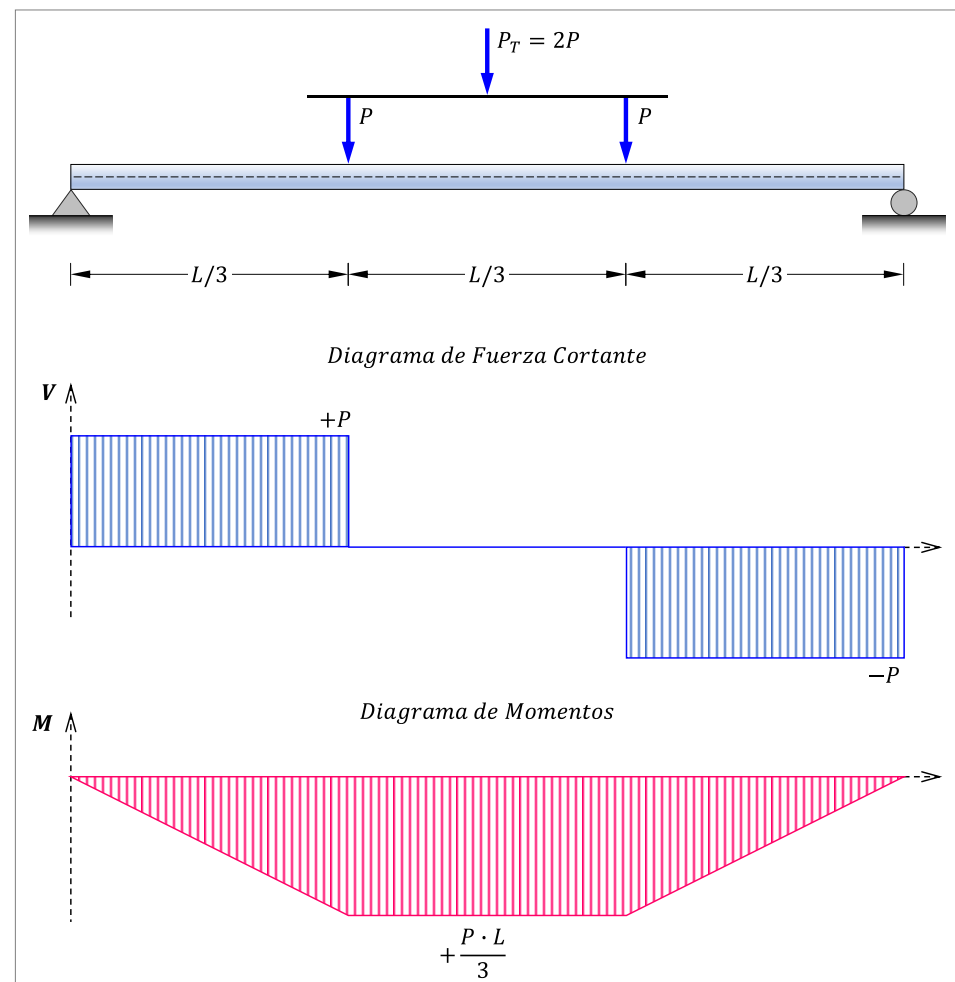 P_T = 2P
P P
L/3 L/3 L/3
Diagrama de Fuerza Cortante
V
+P
−P
Diagrama de Momentos
M
+ P · L / 3